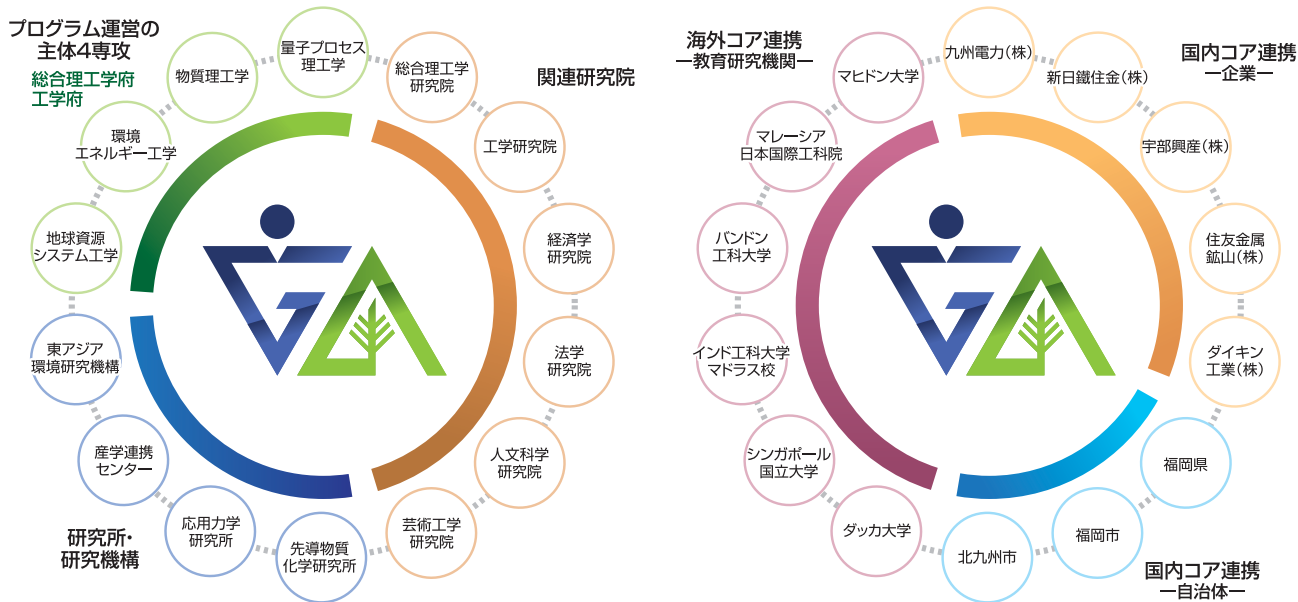 プログラム運営の
主体4専攻
総合理工学府
工学府
量子プロセス
理工学
物質理工学
環境
エネルギー工学
地球資源
システム工学
関連研究院
総合理工学
研究院
工学研究院
経済学
研究院
法学
研究院
人文科学
研究院
芸術工学
研究院
東アジア
環境研究機構
産学連携
センター
応用力学
研究所
先導物質
化学研究所
研究所・
研究機構
海外コア連携
ー教育研究機関ー
マヒドン大学
マレーシア
日本国際工科院
バンドン
工科大学
インド工科大学
マドラス校
シンガポール
国立大学
ダッカ大学
国内コア連携
ー企業ー
九州電力(株)
新日鐵住金(株)
宇部興産(株)
住友金属
鉱山(株)
ダイキン
工業(株)
福岡県
福岡市
北九州市
国内コア連携
ー自治体ー